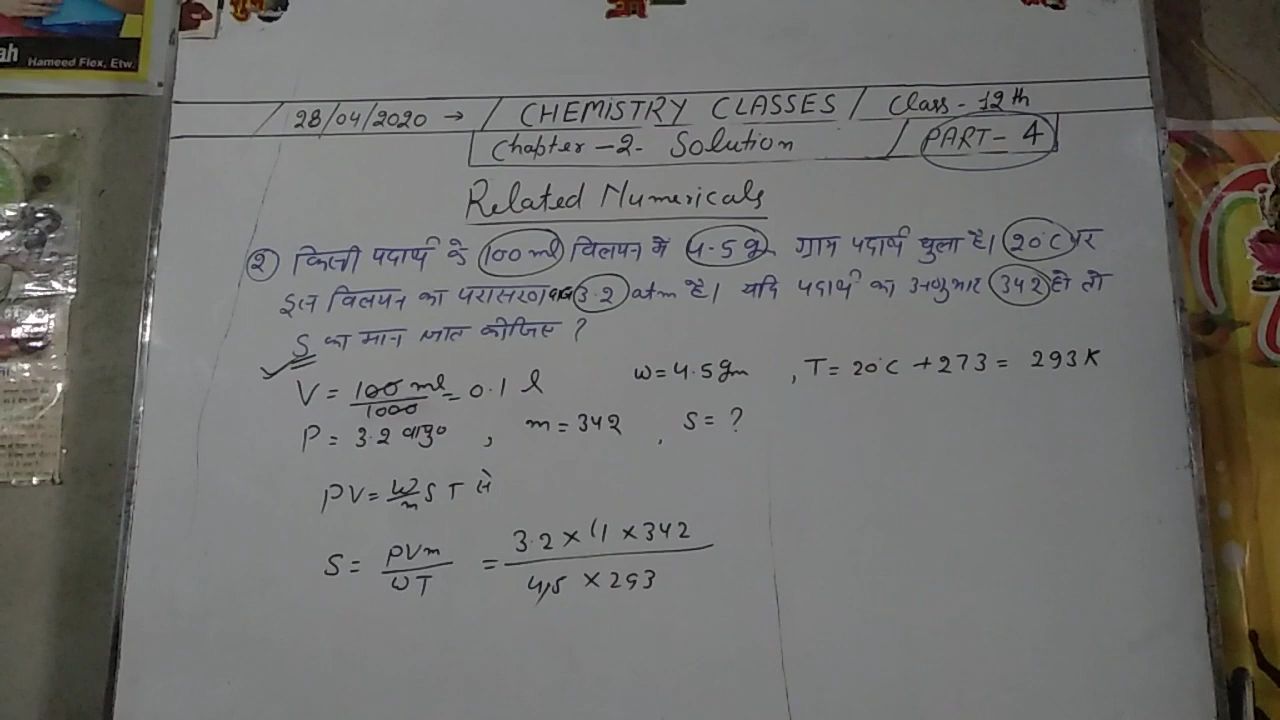 ah Hameed Flex, Etw.
28/04/2020 → / CHEMISTRY CLASSES / Class - 12th
Chapter - 2 - Solution / PART - 4
Related Numericals
② किसी पदार्थ के 100 ml विलयन में 4.5 g ग्राम पदार्थ घुला है। 20°C पर
इस विलयन का परासरण दाब 3.2 atm है। यदि पदार्थ का अणुभार 342 हो तो
S का मान ज्ञात कीजिए ?
V = 100 ml / 1000 = 0.1 l W = 4.5 gm , T = 20°C + 273 = 293 K
P = 3.2 वायु० , m = 342 , S = ?
PV = W/m S T से
S = PVm / WT = 3.2 × .1 × 342 / 4.5 × 293